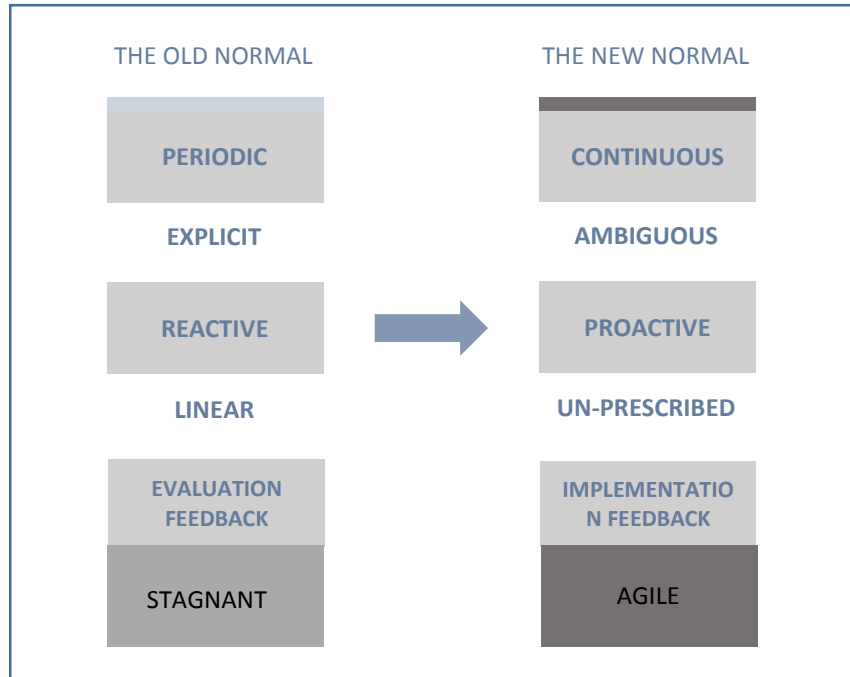 THE OLD NORMAL
PERIODIC
EXPLICIT
REACTIVE
LINEAR
EVALUATION
FEEDBACK
STAGNANT
THE NEW NORMAL
CONTINUOUS
AMBIGUOUS
PROACTIVE
UN-PRESCRIBED
IMPLEMENTATIO
N FEEDBACK
AGILE